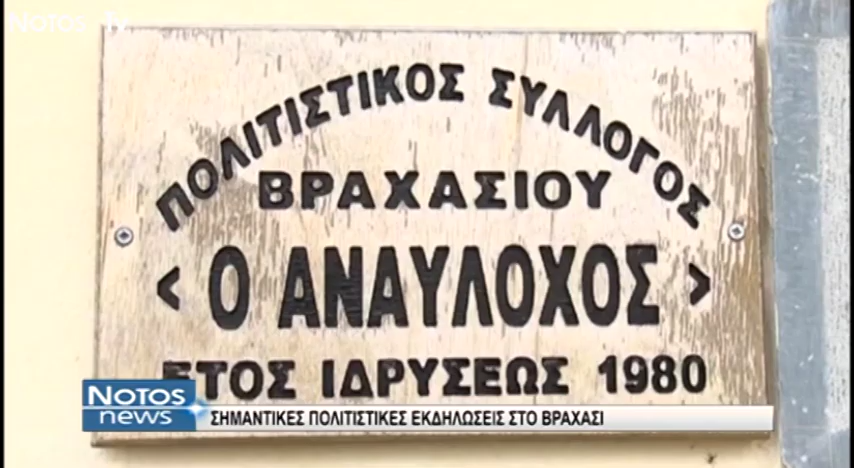 NOTOS TV
ΠΟΛΙΤΙΣΤΙΚΟΣ ΣΥΛΛΟΓΟΣ
ΒΡΑΧΑΣΙΟΥ
< Ο ΑΝΑΥΛΟΧΟΣ >
ΕΤΟΣ ΙΔΡΥΣΕΩΣ 1980
NOTOS
news
ΣΗΜΑΝΤΙΚΕΣ ΠΟΛΙΤΙΣΤΙΚΕΣ ΕΚΔΗΛΩΣΕΙΣ ΣΤΟ ΒΡΑΧΑΣΙ